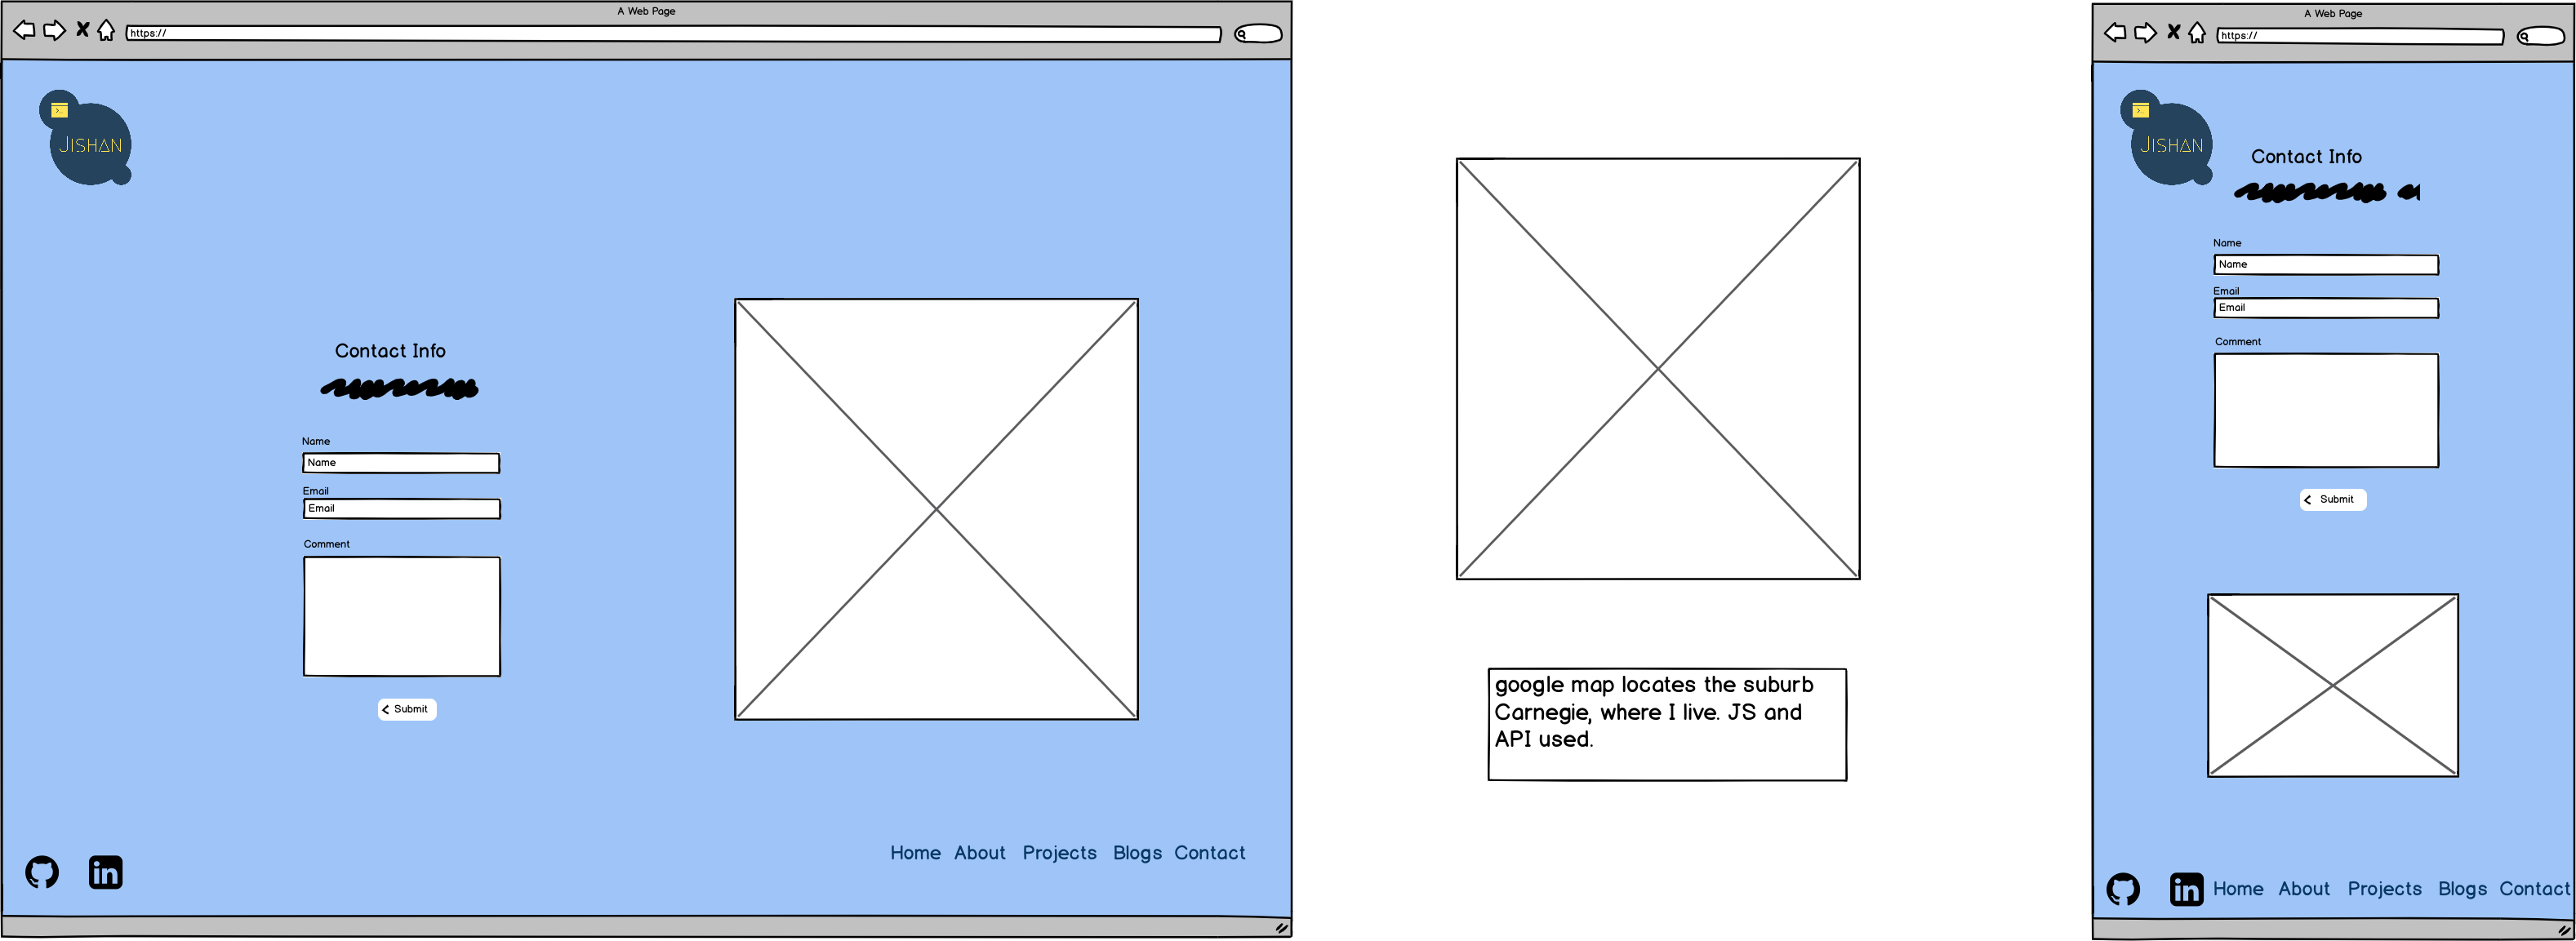 A Web Page
https://
JISHAN
Contact Info
Name
Name
Email
Email
Comment
Submit
Home About Projects Blogs Contact
in
google map locates the suburb
Carnegie, where I live. JS and
API used.
A Web Page
https://
JISHAN
Contact Info
Name
Name
Email
Email
Comment
Submit
in
Home About Projects Blogs Contact